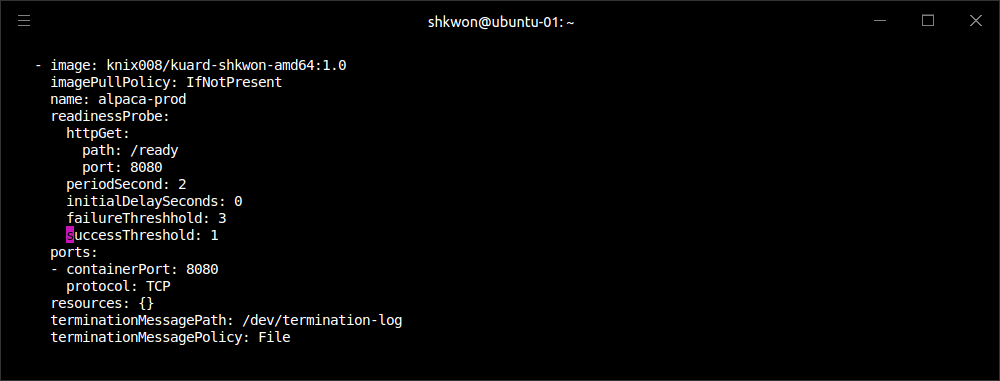 shkwon@ubuntu-01: ~
- image: knix008/kuard-shkwon-amd64:1.0
imagePullPolicy: IfNotPresent
name: alpaca-prod
readinessProbe:
httpGet:
path: /ready
port: 8080
periodSecond: 2
initialDelaySeconds: 0
failureThreshhold: 3
successThreshold: 1
ports:
- containerPort: 8080
protocol: TCP
resources: {}
terminationMessagePath: /dev/termination-log
terminationMessagePolicy: File